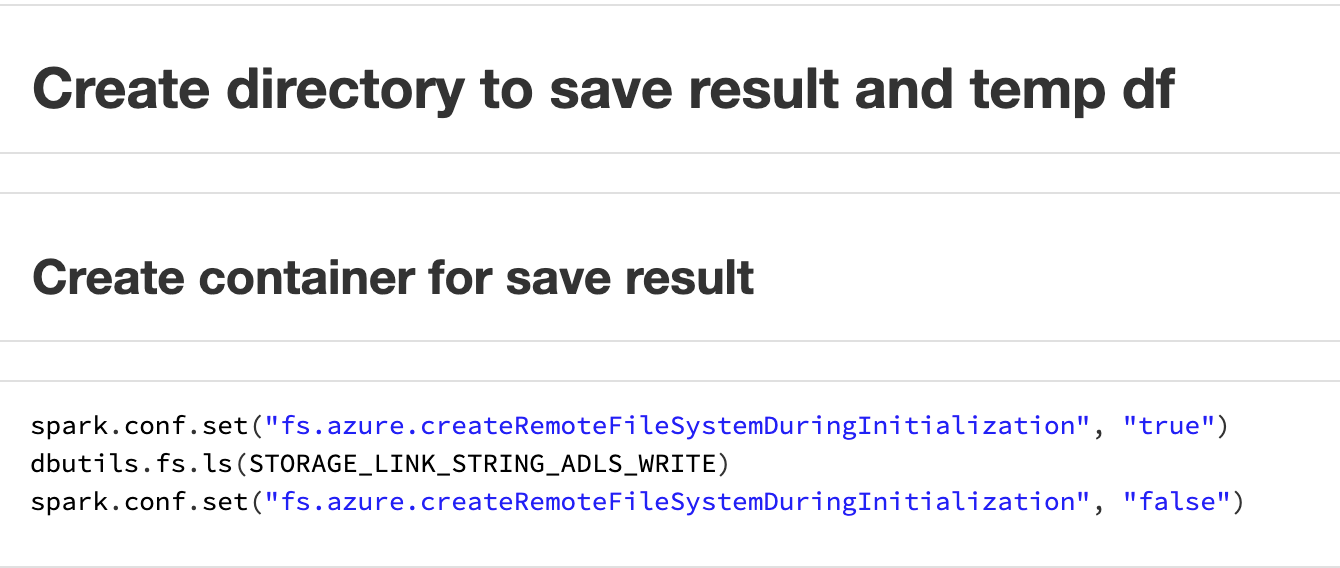 Create directory to save result and temp df
Create container for save result
spark.conf.set("fs.azure.createRemoteFileSystemDuringInitialization", "true")
dbutils.fs.ls(STORAGE_LINK_STRING_ADLS_WRITE)
spark.conf.set("fs.azure.createRemoteFileSystemDuringInitialization", "false")